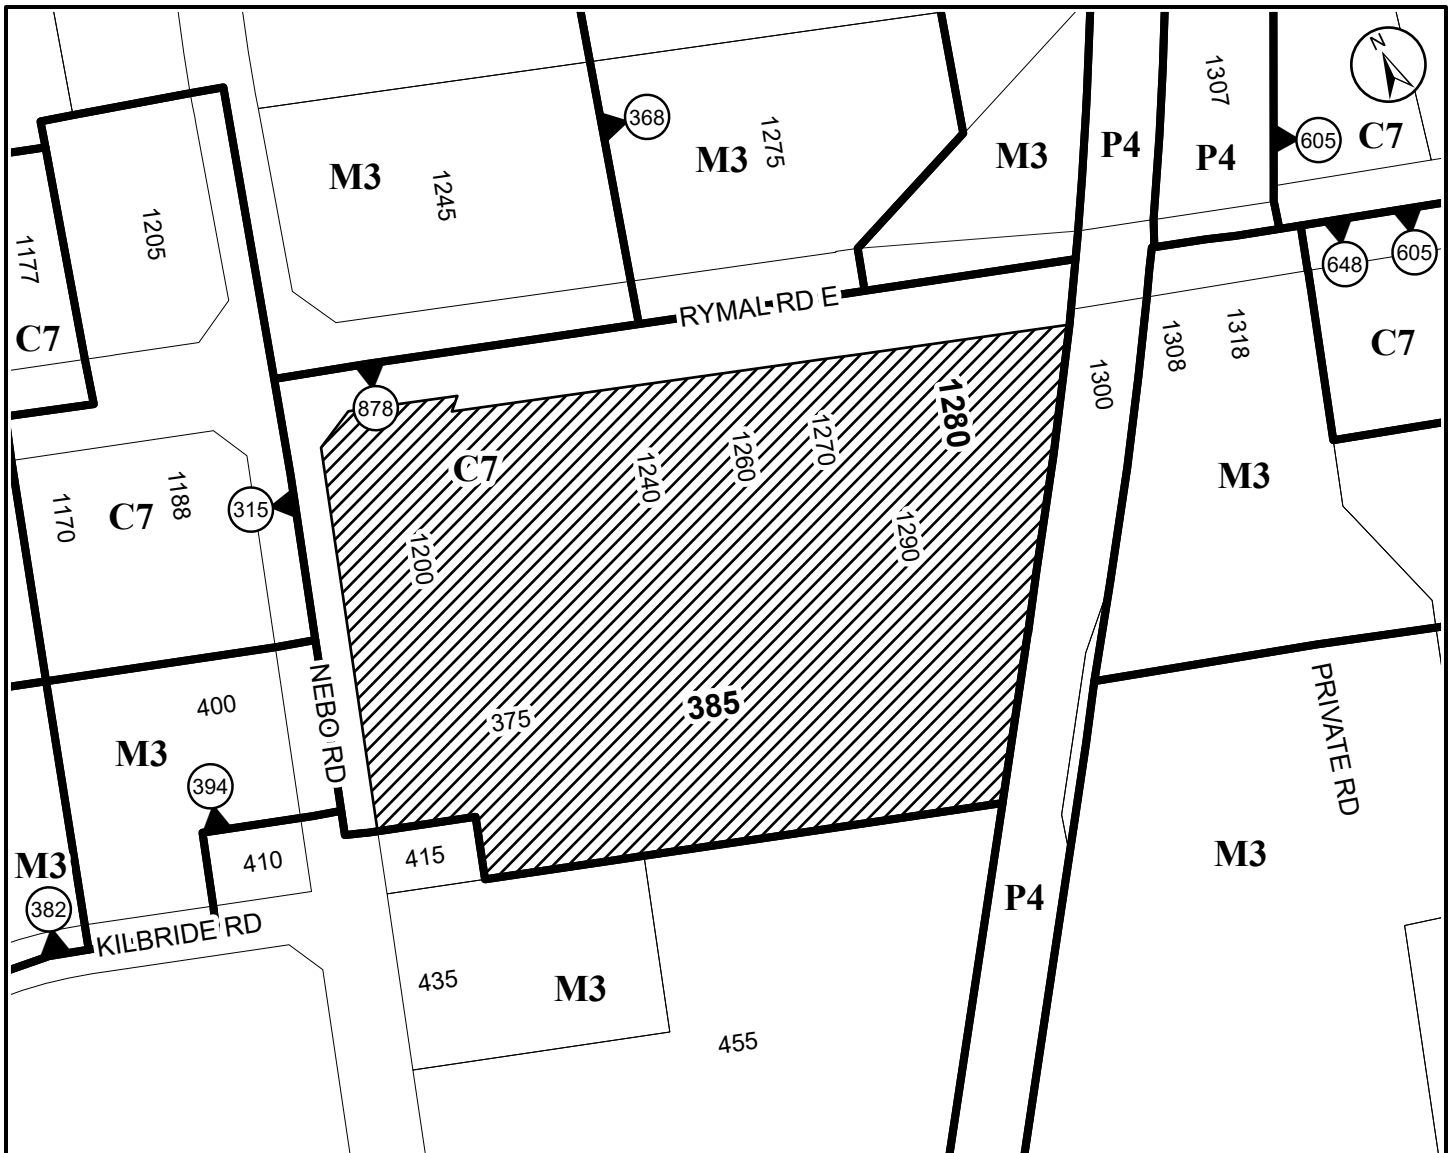 N
1307
605
C7
368
M3
1275
M3
P4
P4
M3
1245
1205
1177
C7
648
605
RYMAL RD E
1308
1318
C7
1300
878
1280
C7
1270
1260
1240
M3
1188
1170
C7
315
1290
1200
NEBO RD
400
385
375
PRIVATE RD
M3
394
M3
410
415
M3
382
P4
KILBRIDE RD
435
M3
455